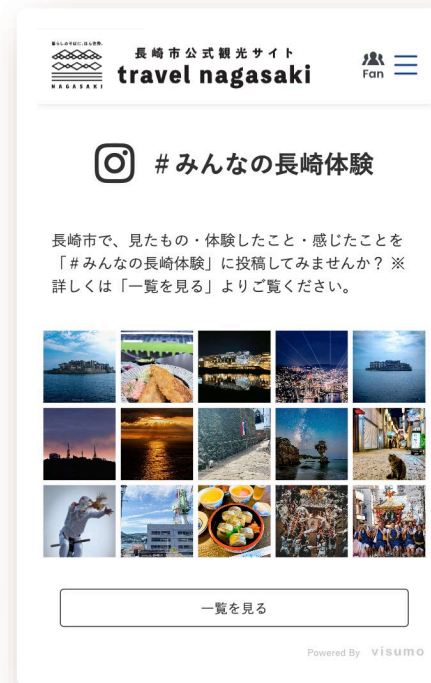 暮らしのそばに、ほら世界。
NAGASAKI
長崎市公式観光サイト
travel nagasaki
Fan
#みんなの長崎体験
長崎市で、見たもの・体験したこと・感じたことを
「#みんなの長崎体験」に投稿してみませんか？ ※
詳しくは「一覧を見る」よりご覧ください。
一覧を見る
Powered By visumo